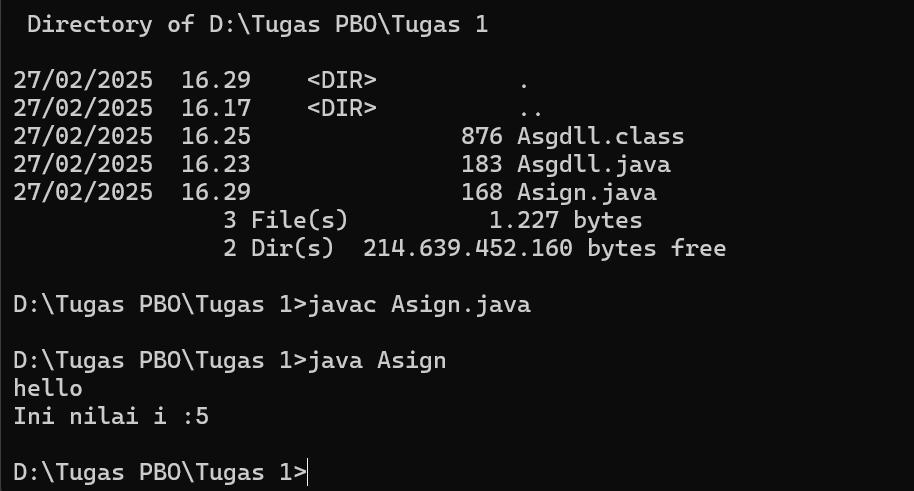 Directory of D:\Tugas PBO\Tugas 1
27/02/2025  16.29    <DIR>          .
27/02/2025  16.17    <DIR>          ..
27/02/2025  16.25               876 Asgdll.class
27/02/2025  16.23               183 Asgdll.java
27/02/2025  16.29               168 Asign.java
               3 File(s)          1.227 bytes
               2 Dir(s)  214.639.452.160 bytes free
D:\Tugas PBO\Tugas 1>javac Asign.java
D:\Tugas PBO\Tugas 1>java Asign
hello
Ini nilai i :5
D:\Tugas PBO\Tugas 1>